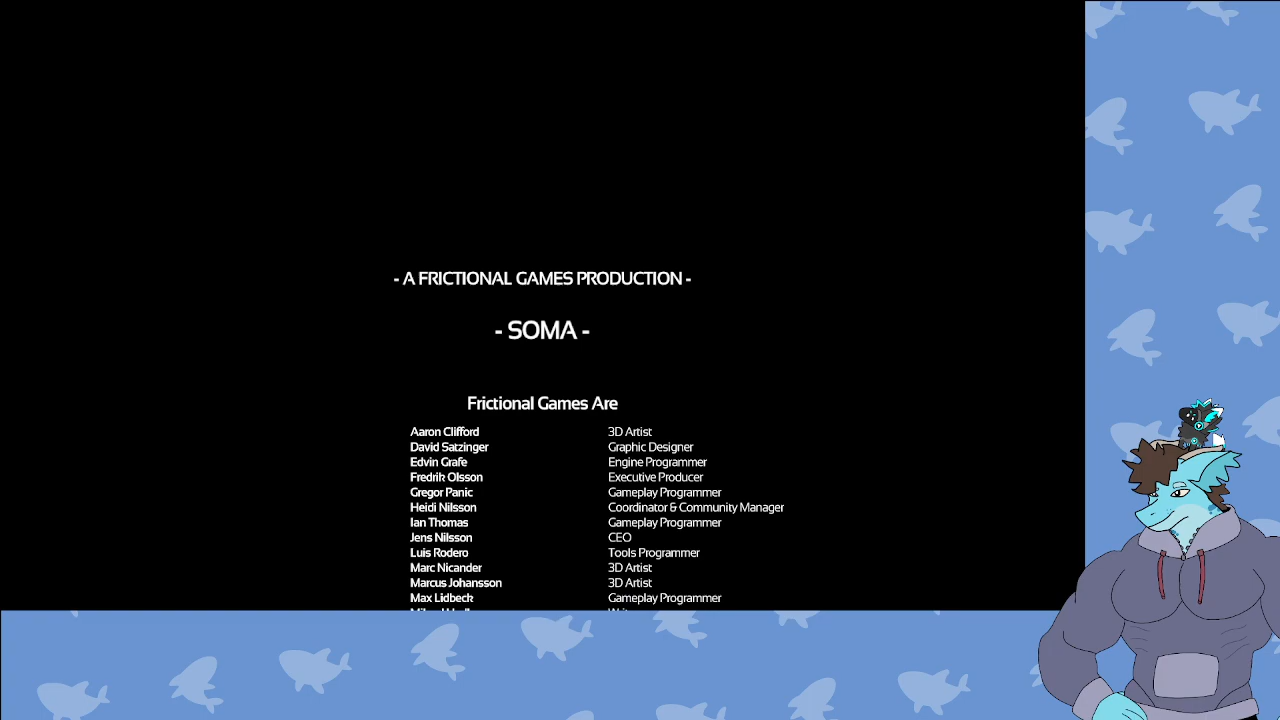 - A FRICTIONAL GAMES PRODUCTION -
- SOMA -
Frictional Games Are
Aaron Clifford 3D Artist
David Satzinger Graphic Designer
Edvin Grafe Engine Programmer
Fredrik Olsson Executive Producer
Gregor Panic Gameplay Programmer
Heidi Nilsson Coordinator & Community Manager
Ian Thomas Gameplay Programmer
Jens Nilsson CEO
Luis Rodero Tools Programmer
Marc Nicander 3D Artist
Marcus Johansson 3D Artist
Max Lidbeck Gameplay Programmer